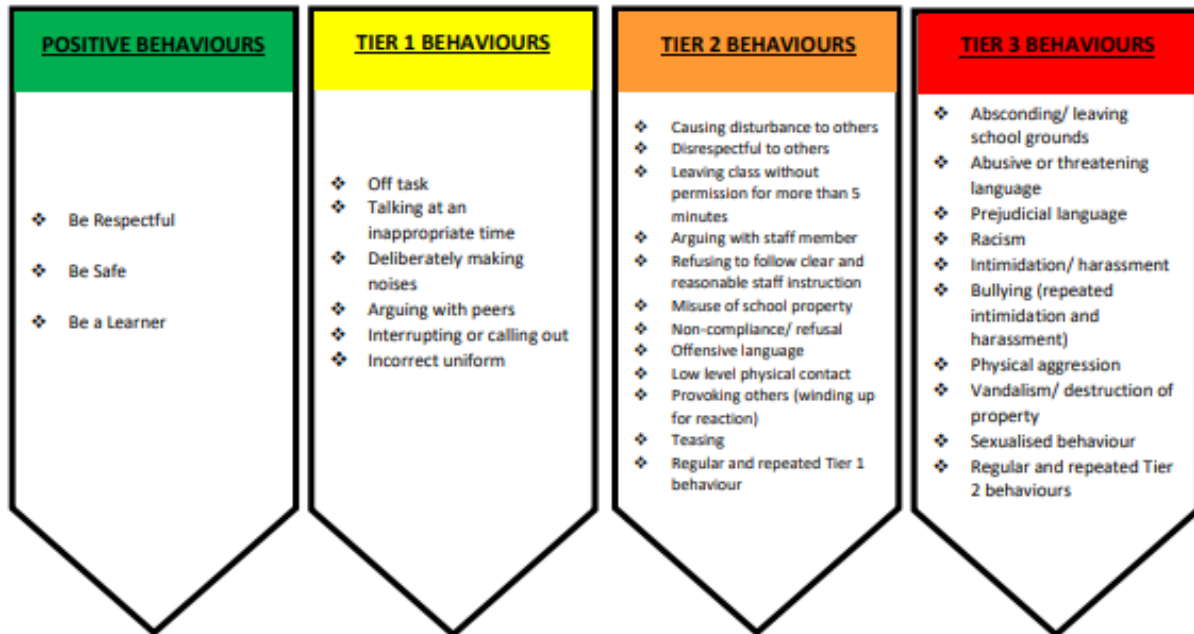 POSITIVE BEHAVIOURS
❖ Be Respectful
❖ Be Safe
❖ Be a Learner
TIER 1 BEHAVIOURS
❖ Off task
❖ Talking at an
inappropriate time
❖ Deliberately making
noises
❖ Arguing with peers
❖ Interrupting or calling out
❖ Incorrect uniform
TIER 2 BEHAVIOURS
❖ Causing disturbance to others
❖ Disrespectful to others
❖ Leaving class without
permission for more than 5
minutes
❖ Arguing with staff member
❖ Refusing to follow clear and
reasonable staff instruction
❖ Misuse of school property
❖ Non-compliance/ refusal
❖ Offensive language
❖ Low level physical contact
❖ Provoking others (winding up
for reaction)
❖ Teasing
❖ Regular and repeated Tier 1
behaviour
TIER 3 BEHAVIOURS
❖ Absconding/ leaving
school grounds
❖ Abusive or threatening
language
❖ Prejudicial language
❖ Racism
❖ Intimidation/ harassment
❖ Bullying (repeated
intimidation and
harassment)
❖ Physical aggression
❖ Vandalism/ destruction of
property
❖ Sexualised behaviour
❖ Regular and repeated Tier
2 behaviours